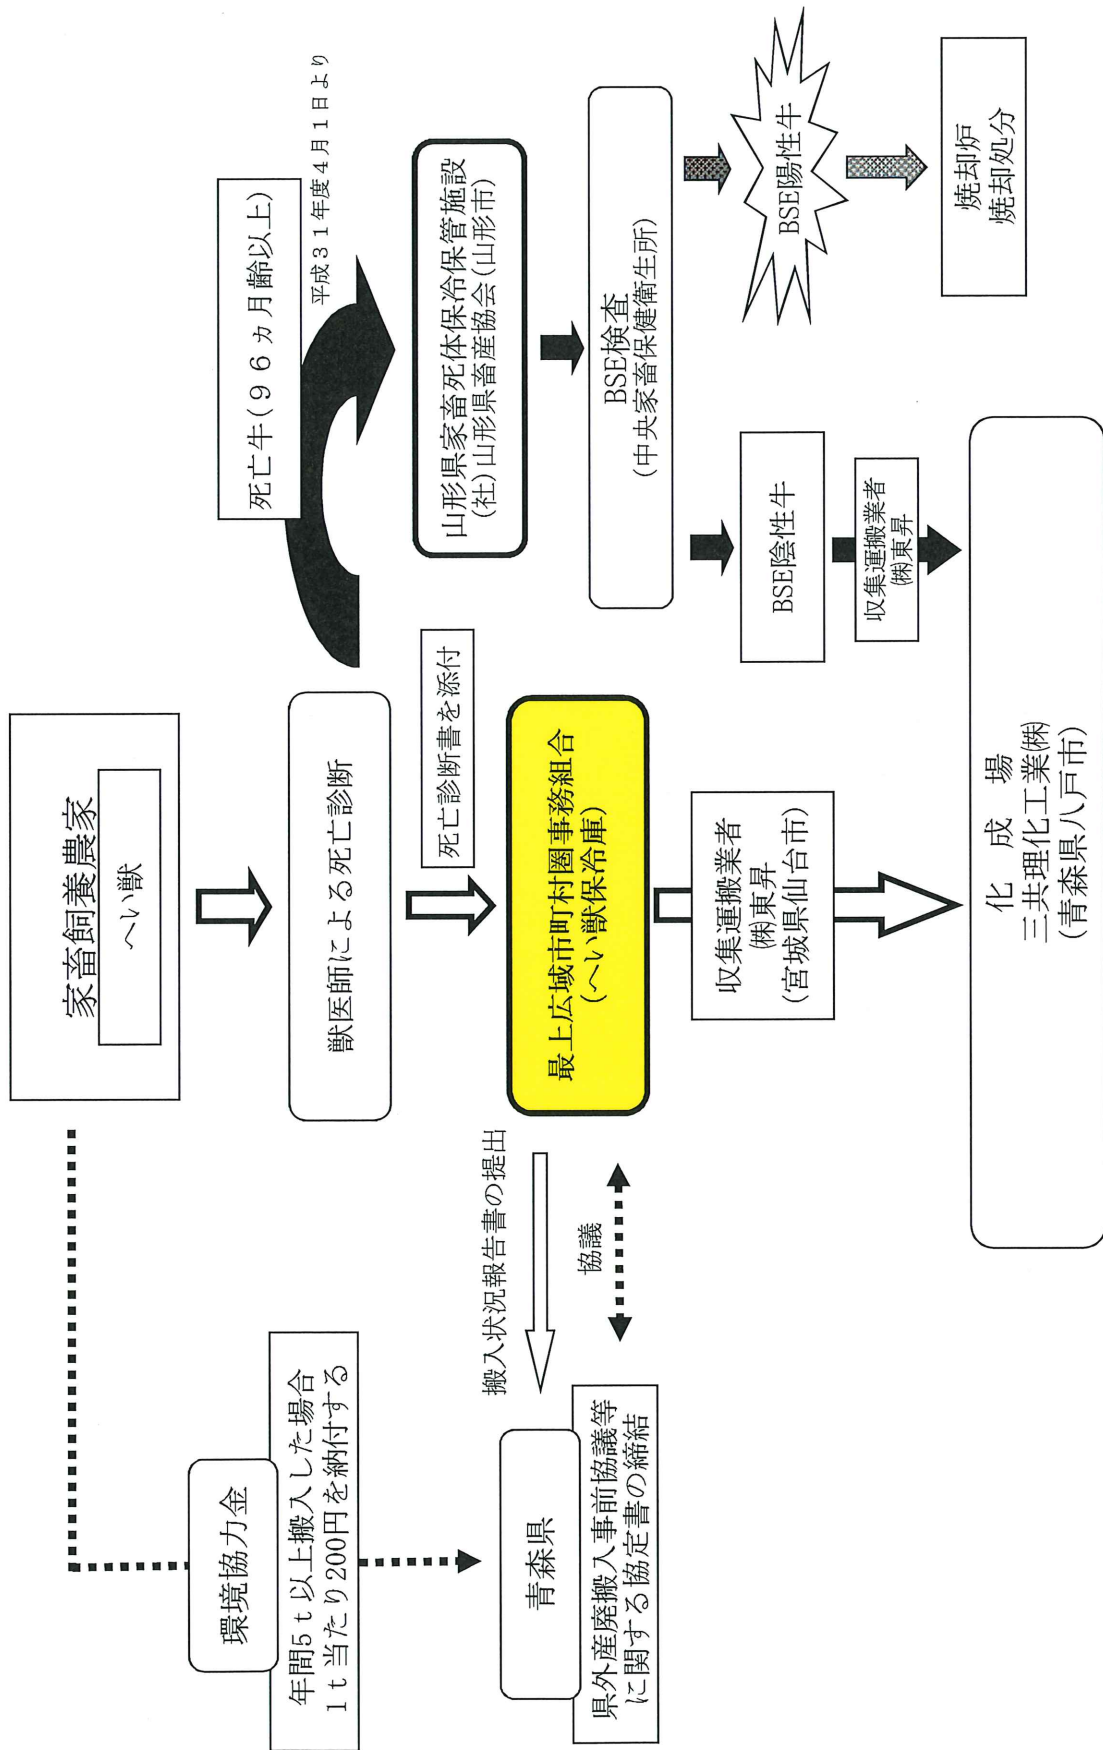 家畜飼養農家
へい獣
獣医師による死亡診断
死亡診断書を添付
最上広域市町村圏事務組合
(へい獣保冷庫)
収集運搬業者
㈱東昇
(宮城県仙台市)
化　成　場
三共理化工業㈱
(青森県八戸市)
死亡牛(９６ヵ月齢以上)
平成３１年度４月１日より
山形県家畜死体保冷保管施設
(社)山形県畜産協会(山形市)
BSE検査
(中央家畜保健衛生所)
BSE陰性牛
収集運搬業者
㈱東昇
BSE陽性牛
焼却炉
焼却処分
環境協力金
年間5ｔ以上搬入した場合
1ｔ当たり200円を納付する
搬入状況報告書の提出
協議
青森県
県外産廃搬入事前協議等
に関する協定書の締結